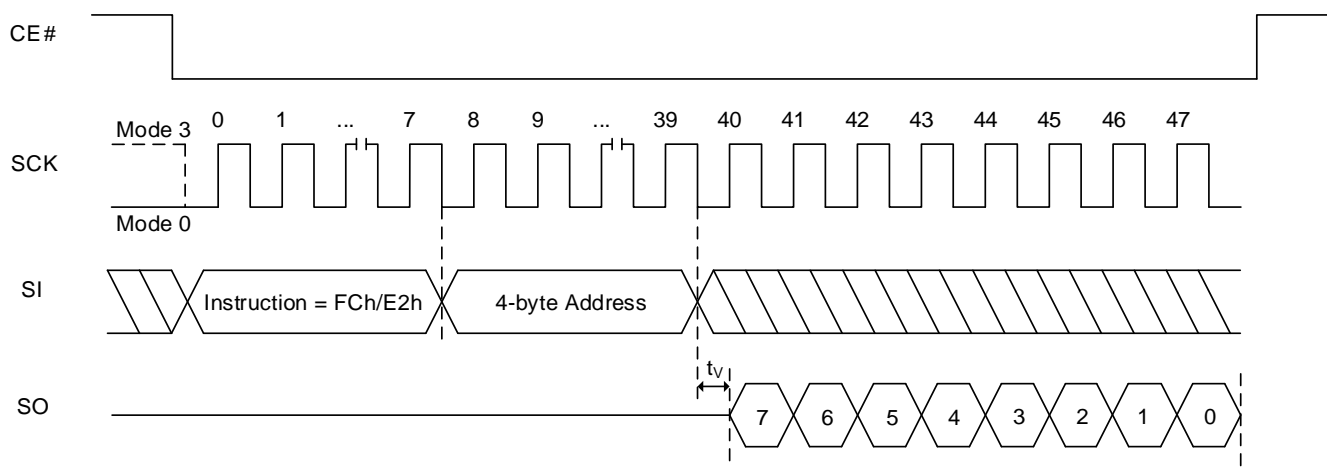 CE#
Mode 3 0 1 ... 7 8 9 ... 39 40 41 42 43 44 45 46 47
SCK
Mode 0
SI Instruction = FCh/E2h 4-byte Address
tV
SO 7 6 5 4 3 2 1 0